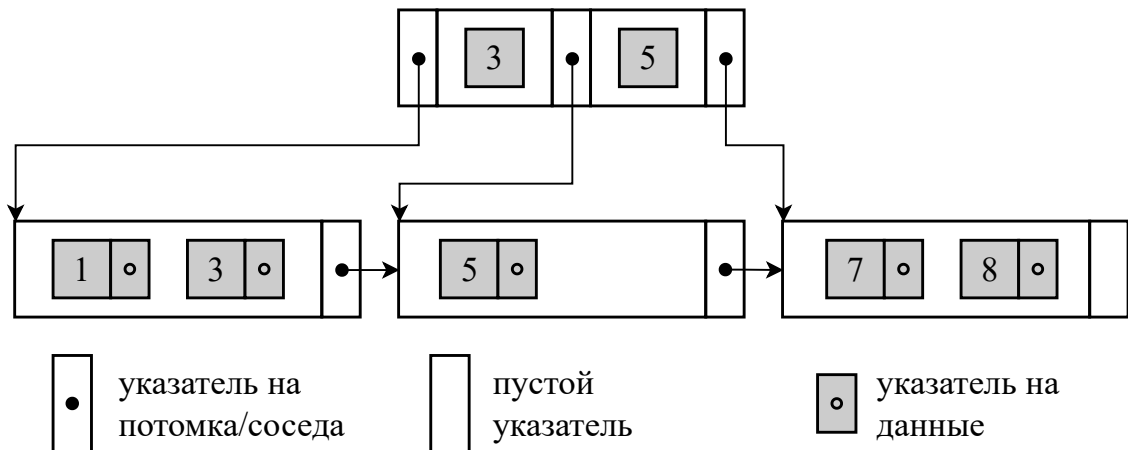 3 5
1 3 5 7 8
указатель на
потомка/соседа
пустой
указатель
указатель на
данные